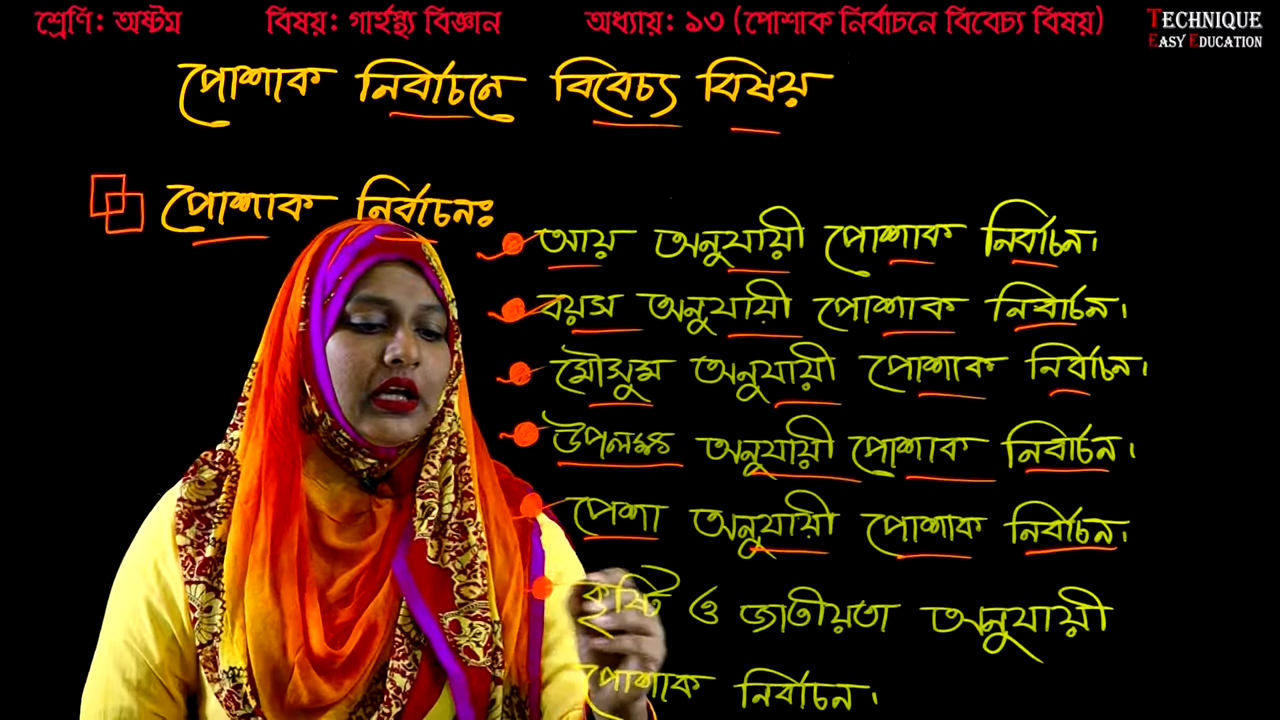 শ্রেণি: অষ্টম বিষয়: গার্হস্থ্য বিজ্ঞান অধ্যায়: ১৩ (পোশাক নির্বাচনে বিবেচ্য বিষয়)
TECHNIQUE
EASY EDUCATION
পোশাক নির্বাচনে বিবেচ্য বিষয়
পোশাক নির্বাচনঃ
আয় অনুযায়ী পোশাক নির্বাচন।
বয়স অনুযায়ী পোশাক নির্বাচন।
মৌসুম অনুযায়ী পোশাক নির্বাচন।
উপলক্ষ্য অনুযায়ী পোশাক নির্বাচন।
পেশা অনুযায়ী পোশাক নির্বাচন।
কৃষ্টি ও জাতীয়তা অনুযায়ী
পোশাক নির্বাচন।